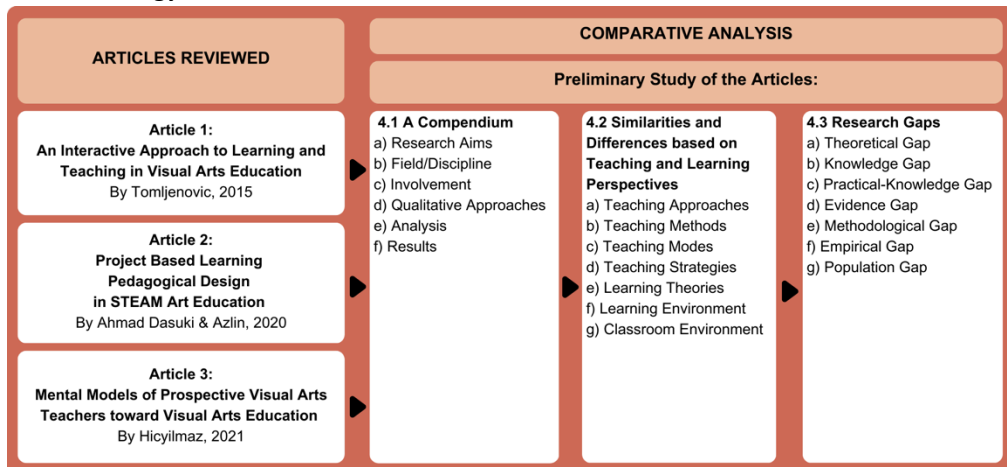 ARTICLES REVIEWED
Article 1:
An Interactive Approach to Learning and
Teaching in Visual Arts Education
By Tomljenovic, 2015
Article 2:
Project Based Learning
Pedagogical Design
in STEAM Art Education
By Ahmad Dasuki & Azlin, 2020
Article 3:
Mental Models of Prospective Visual Arts
Teachers toward Visual Arts Education
By Hicyilmaz, 2021
COMPARATIVE ANALYSIS
Preliminary Study of the Articles:
4.1 A Compendium
a) Research Aims
b) Field/Discipline
c) Involvement
d) Qualitative Approaches
e) Analysis
f) Results
4.2 Similarities and
Differences based on
Teaching and Learning
Perspectives
a) Teaching Approaches
b) Teaching Methods
c) Teaching Modes
d) Teaching Strategies
e) Learning Theories
f) Learning Environment
g) Classroom Environment
4.3 Research Gaps
a) Theoretical Gap
b) Knowledge Gap
c) Practical-Knowledge Gap
d) Evidence Gap
e) Methodological Gap
f) Empirical Gap
g) Population Gap